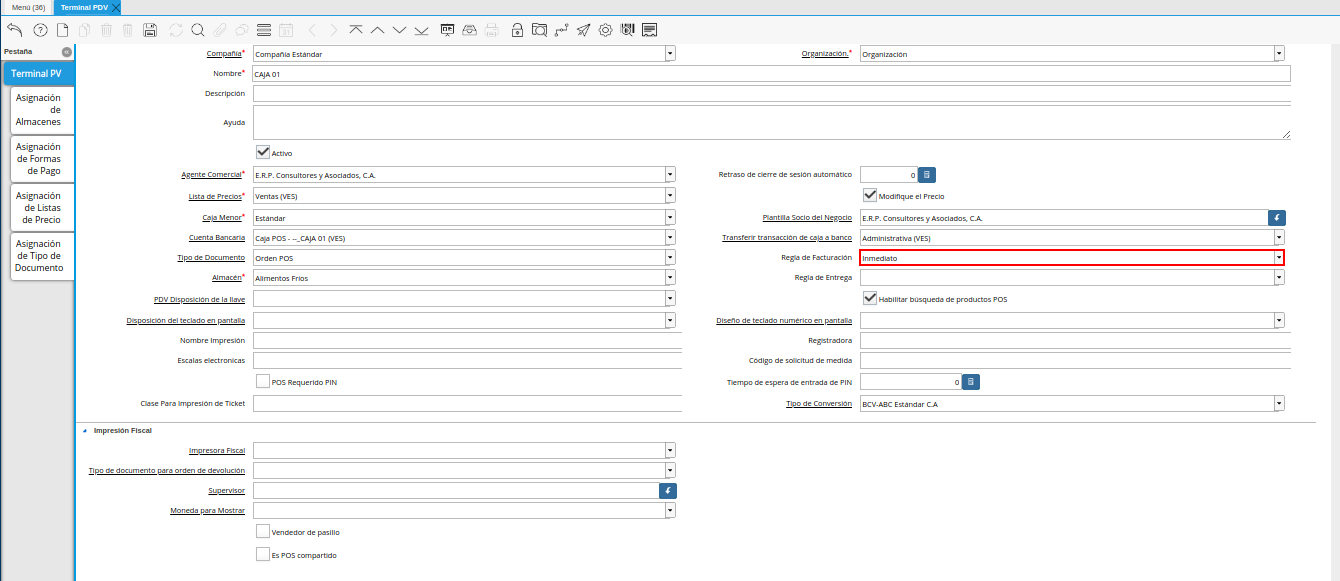 Menú (36)
Terminal PDV
Pestaña
Terminal PV
Asignación
de
Almacenes
Asignación
de Formas
de Pago
Asignación
de Listas
de Precio
Asignación
de Tipo de
Documento
Compañía* Compañía Estándar Organización.* Organización
Nombre* CAJA 01
Descripción
Ayuda
Activo
Agente Comercial* E.R.P. Consultores y Asociados, C.A. Retraso de cierre de sesión automático 0
Lista de Precios* Ventas (VES) Modifique el Precio
Caja Menor* Estándar Plantilla Socio del Negocio E.R.P. Consultores y Asociados, C.A.
Cuenta Bancaria Caja POS - --_CAJA 01 (VES) Transferir transacción de caja a banco Administrativa (VES)
Tipo de Documento Orden POS Regla de Facturación Inmediato
Almacén* Alimentos Fríos Regla de Entrega
PDV Disposición de la llave Habilitar búsqueda de productos POS
Disposición del teclado en pantalla Diseño de teclado numérico en pantalla
Nombre Impresión Registradora
Escalas electronicas Código de solicitud de medida
POS Requerido PIN Tiempo de espera de entrada de PIN 0
Clase Para Impresión de Ticket Tipo de Conversión BCV-ABC Estándar C.A
Impresión Fiscal
Impresora Fiscal
Tipo de documento para orden de devolución
Supervisor
Moneda para Mostrar
Vendedor de pasillo
Es POS compartido